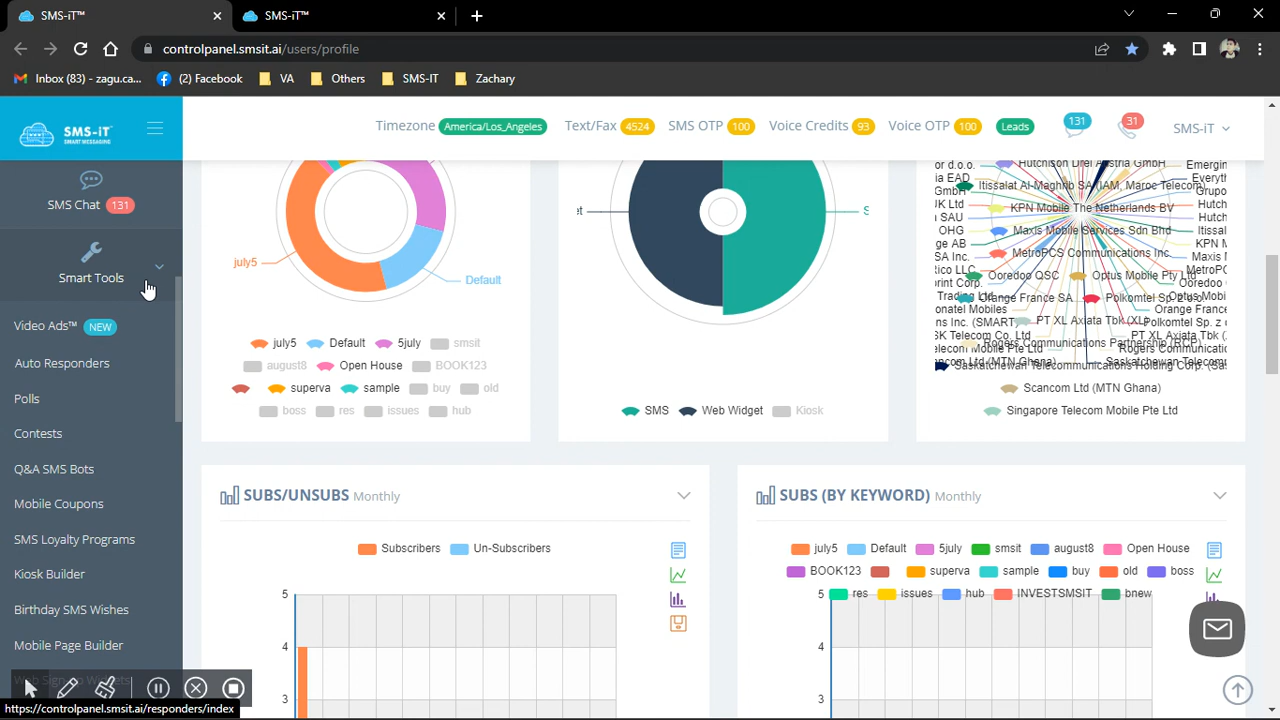 SMS-iT™
SMS-iT™
controlpanel.smsit.ai/users/profile
Inbox (83) - zagu.ca...
(2) Facebook
VA
Others
SMS-IT
Zachary
SMS-iT
SMART MESSAGING
Timezone America/Los_Angeles
Text/Fax 4524
SMS OTP 100
Voice Credits 93
Voice OTP 100
Leads
131
31
SMS-iT
SMS Chat 131
Smart Tools
Video Ads™ NEW
Auto Responders
Polls
Contests
Q&A SMS Bots
Mobile Coupons
SMS Loyalty Programs
Kiosk Builder
Birthday SMS Wishes
Mobile Page Builder
https://controlpanel.smsit.ai/responders/index
july5
Default
july5 Default 5july smsit
august8 Open House BOOK123
superva sample buy old
boss res issues hub
SMS Web Widget Kiosk
Hutchison Drei Austria GmbH
Itissalat Al-Maghrib SA (IAM, Maroc Telecom)
KPN Mobile The Netherlands BV
Maxis Mobile Services Sdn Bhd
MetroPCS Communications Inc.
Ooredoo QSC
Optus Mobile Pty Ltd
Orange France SA
Polkomtel Sp. z o.o.
PT XL Axiata Tbk (XL)
Rogers Communications Partnership (RCP)
Saskatchewan Telecommunications Holding Corp. (Sas
Scancom Ltd (MTN Ghana)
Singapore Telecom Mobile Pte Ltd
SUBS/UNSUBS Monthly
Subscribers Un-Subscribers
5
4
3
SUBS (BY KEYWORD) Monthly
july5 Default 5july smsit august8 Open House
BOOK123 superva sample buy old boss
res issues hub INVESTSMSIT bnew
5
4
3